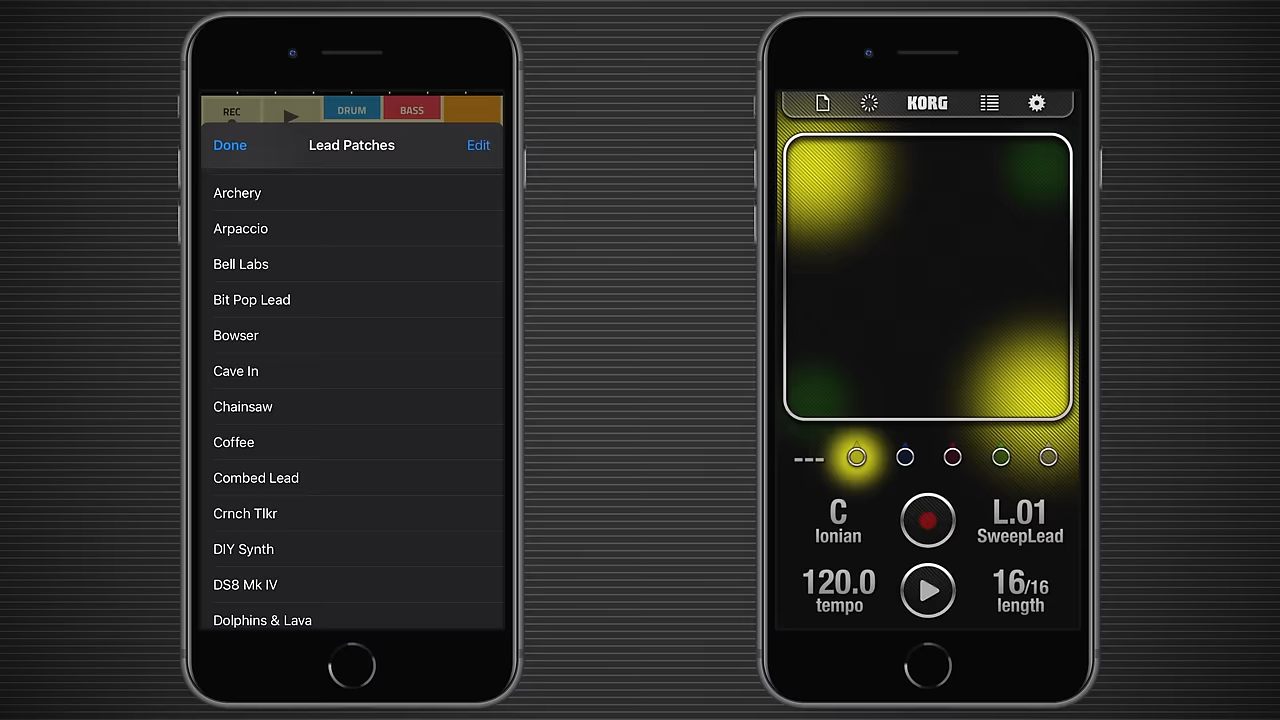 REC DRUM BASS
Done Lead Patches Edit
Archery
Arpaccio
Bell Labs
Bit Pop Lead
Bowser
Cave In
Chainsaw
Coffee
Combed Lead
Crnch Tlkr
DIY Synth
DS8 Mk IV
Dolphins & Lava
KORG
---
C
Ionian
L.01
SweepLead
120.0
tempo
16/16
length